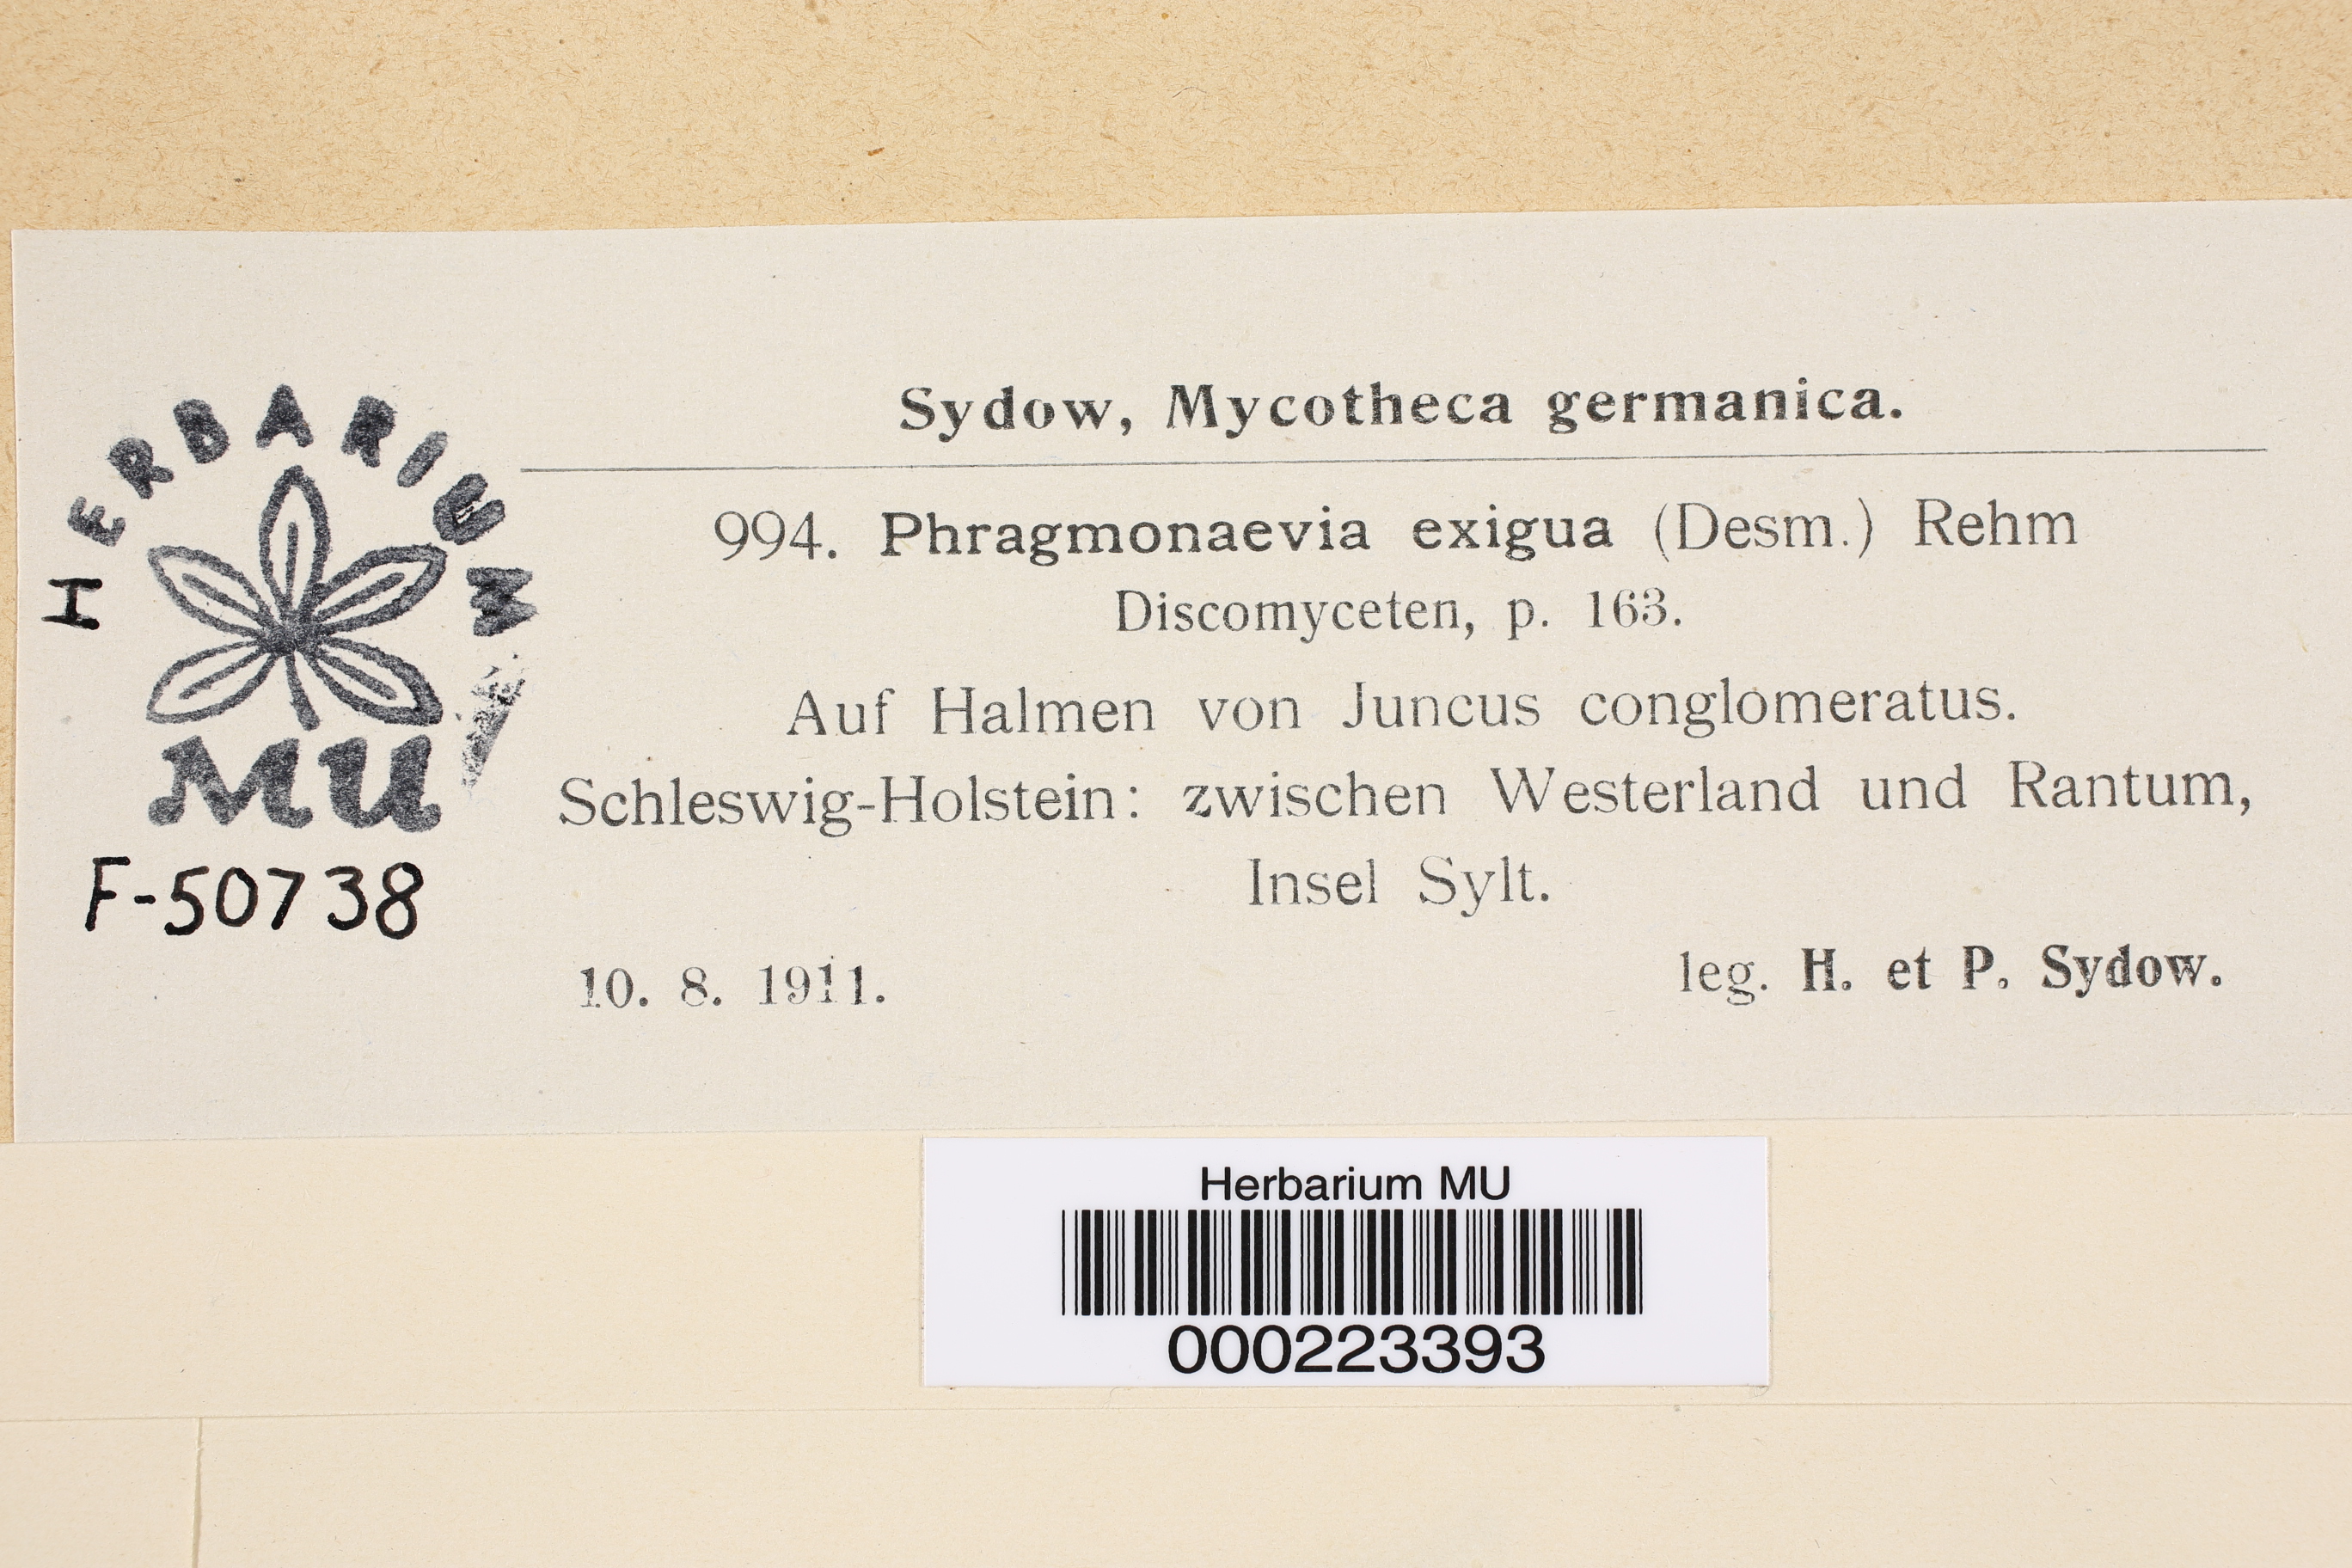 HERBARIUM
MU
F-50738
Sydow, Mycotheca germanica.
994. Phragmonaevia exigua (Desm.) Rehm
Discomyceten, p. 163.
Auf Halmen von Juncus conglomeratus.
Schleswig-Holstein: zwischen Westerland und Rantum,
Insel Sylt.
10. 8. 1911.
leg. H. et P. Sydow.
Herbarium MU
000223393